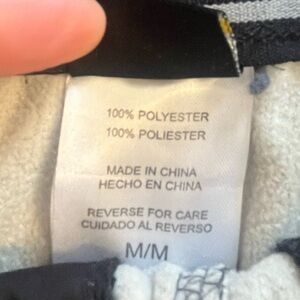 100% POLYESTER
100% POLIESTER
MADE IN CHINA
HECHO EN CHINA
REVERSE FOR CARE
CUIDADO AL REVERSO
M/M